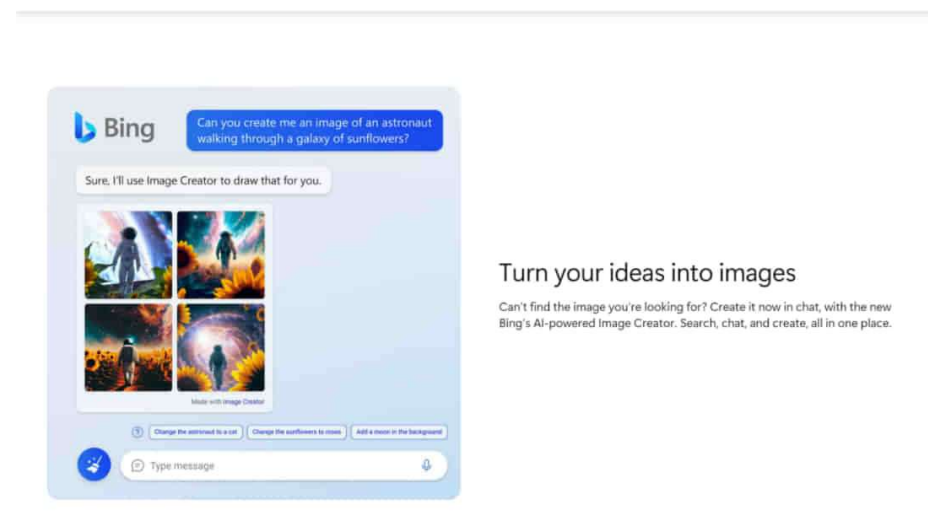 Bing
Can you create me an image of an astronaut
walking through a galaxy of sunflowers?
Sure, I'll use Image Creator to draw that for you.
Made with Image Creator
Change the astronaut to a cat
Change the sunflowers to roses
Add a moon in the background
Type message
Turn your ideas into images
Can't find the image you're looking for? Create it now in chat, with the new
Bing's AI-powered Image Creator. Search, chat, and create, all in one place.